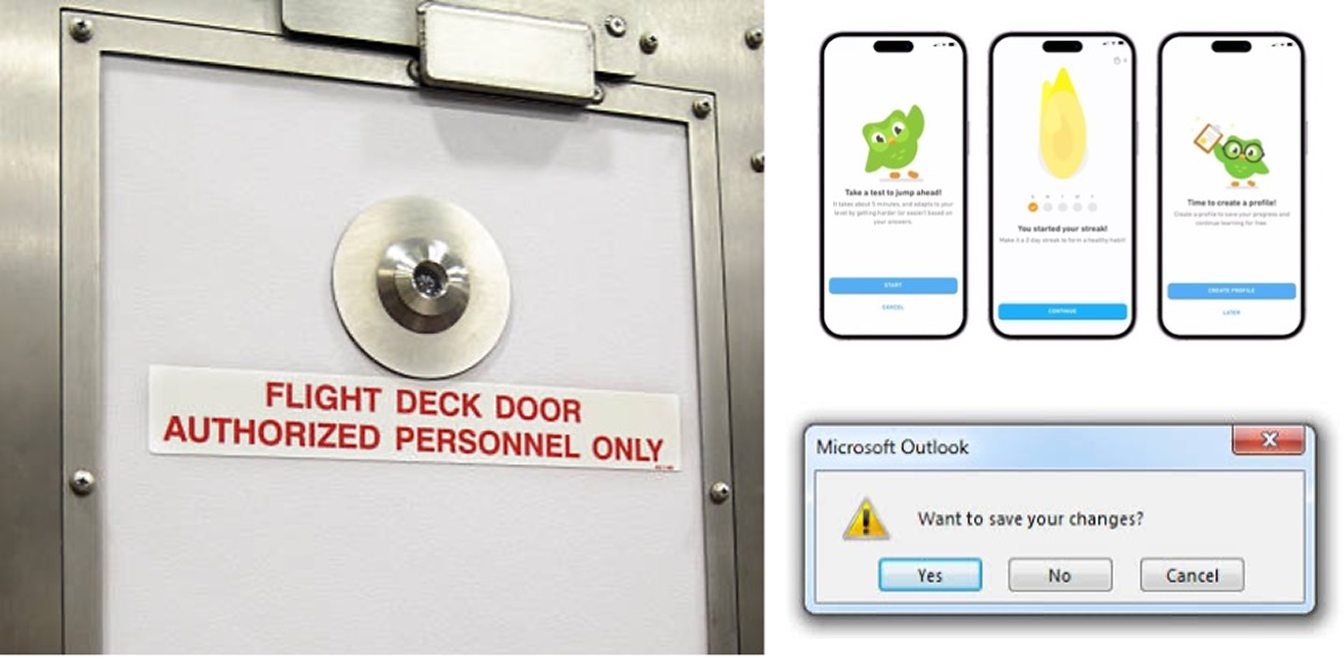 FLIGHT DECK DOOR
AUTHORIZED PERSONNEL ONLY
Take a test to jump ahead!
It takes about 5 minutes, and adapts to your
level by getting harder (or easier) based on
your answers.
START
CANCEL
You started your streak!
Make it a 2 day streak to form a healthy habit!
CONTINUE
Time to create a profile!
Create a profile to save your progress and
continue learning for free.
CREATE PROFILE
LATER
Microsoft Outlook
Want to save your changes?
Yes
No
Cancel